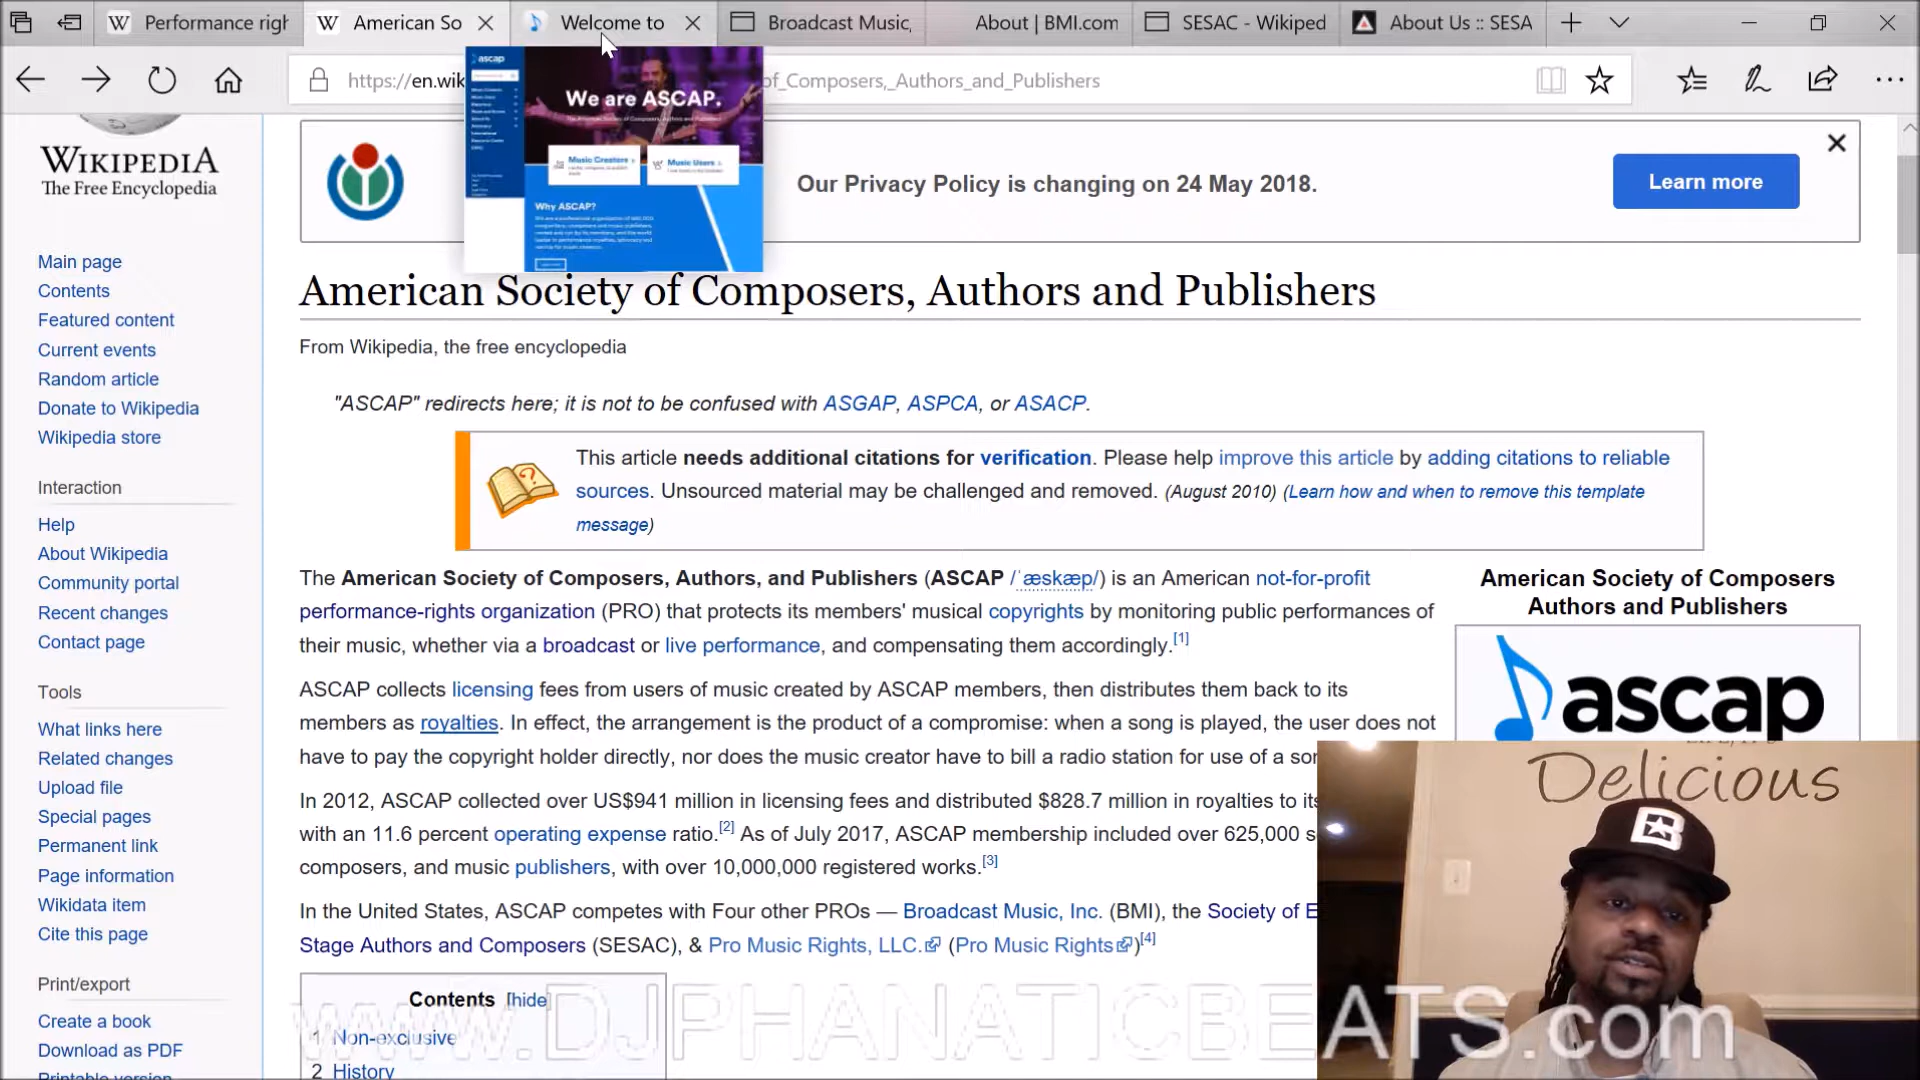 Performance righ
American So
Welcome to
Broadcast Music,
About | BMI.com
SESAC - Wikiped
About Us :: SESA
https://en.wik
of_Composers,_Authors_and_Publishers
ascap
We are ASCAP.
Music Creators
Music Users
Why ASCAP?
WIKIPEDIA
The Free Encyclopedia
Our Privacy Policy is changing on 24 May 2018.
Learn more
Main page
Contents
Featured content
Current events
Random article
Donate to Wikipedia
Wikipedia store
Interaction
Help
About Wikipedia
Community portal
Recent changes
Contact page
Tools
What links here
Related changes
Upload file
Special pages
Permanent link
Page information
Wikidata item
Cite this page
Print/export
Create a book
Download as PDF
Printable version
American Society of Composers, Authors and Publishers
From Wikipedia, the free encyclopedia
"ASCAP" redirects here; it is not to be confused with ASGAP, ASPCA, or ASACP.
This article needs additional citations for verification. Please help improve this article by adding citations to reliable
sources. Unsourced material may be challenged and removed. (August 2010) (Learn how and when to remove this template
message)
The American Society of Composers, Authors, and Publishers (ASCAP /ˈæskæp/) is an American not-for-profit
performance-rights organization (PRO) that protects its members' musical copyrights by monitoring public performances of
their music, whether via a broadcast or live performance, and compensating them accordingly.[1]
ASCAP collects licensing fees from users of music created by ASCAP members, then distributes them back to its
members as royalties. In effect, the arrangement is the product of a compromise: when a song is played, the user does not
have to pay the copyright holder directly, nor does the music creator have to bill a radio station for use of a so
In 2012, ASCAP collected over US$941 million in licensing fees and distributed $828.7 million in royalties to its
with an 11.6 percent operating expense ratio.[2] As of July 2017, ASCAP membership included over 625,000 s
composers, and music publishers, with over 10,000,000 registered works.[3]
In the United States, ASCAP competes with Four other PROs — Broadcast Music, Inc. (BMI), the Society of E
Stage Authors and Composers (SESAC), & Pro Music Rights, LLC. (Pro Music Rights)[4]
Contents [hide]
1 Non-exclusive
2 History
American Society of Composers
Authors and Publishers
ascap
Delicious
B
www.DJPHANATICBEATS.com